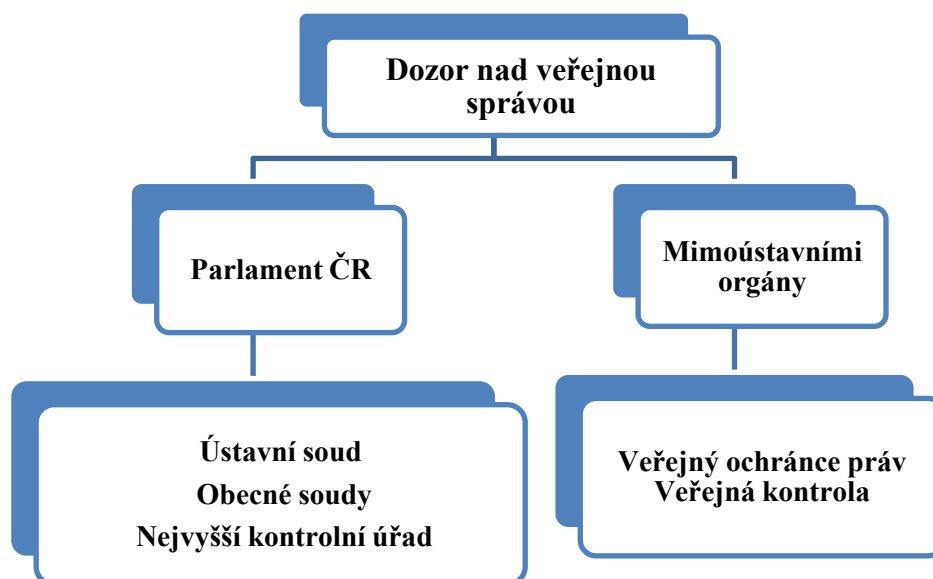 Dozor nad veřejnou
správou
Parlament ČR
Mimoústavními
orgány
Ústavní soud
Obecné soudy
Nejvyšší kontrolní úřad
Veřejný ochránce práv
Veřejná kontrola